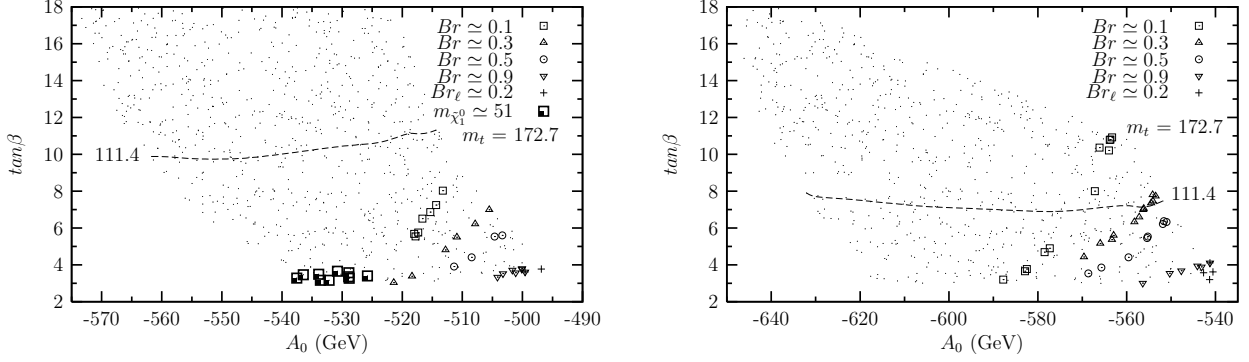 18
16
14
12
10
8
6
4
2
tanβ
-570 -560 -550 -540 -530 -520 -510 -500 -490
A₀ (GeV)
Br ≃ 0.1
Br ≃ 0.3
Br ≃ 0.5
Br ≃ 0.9
Brℓ ≃ 0.2
m_χ̃₁⁰ ≃ 51
m_t = 172.7
111.4
18
16
14
12
10
8
6
4
2
tanβ
-640 -620 -600 -580 -560 -540
A₀ (GeV)
Br ≃ 0.1
Br ≃ 0.3
Br ≃ 0.5
Br ≃ 0.9
Brℓ ≃ 0.2
m_t = 172.7
111.4